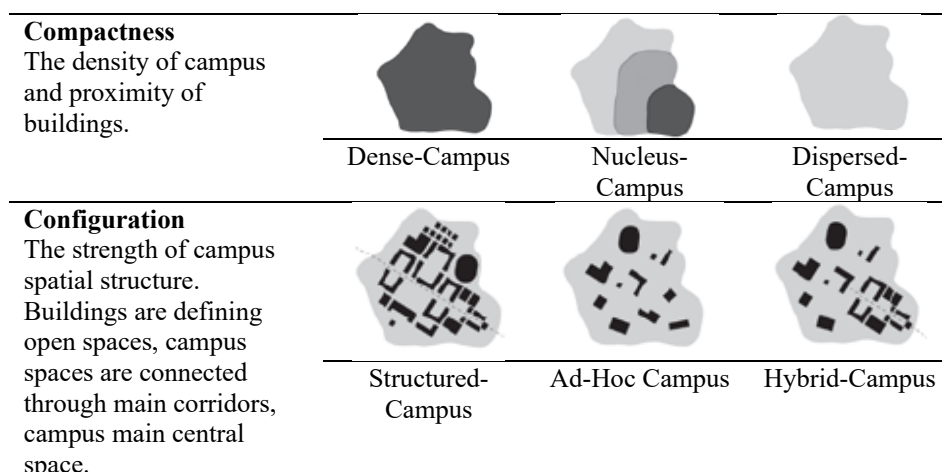 Compactness
The density of campus
and proximity of
buildings.
Dense-Campus
Nucleus-
Campus
Dispersed-
Campus
Configuration
The strength of campus
spatial structure.
Buildings are defining
open spaces, campus
spaces are connected
through main corridors,
campus main central
space.
Structured-
Campus
Ad-Hoc Campus
Hybrid-Campus